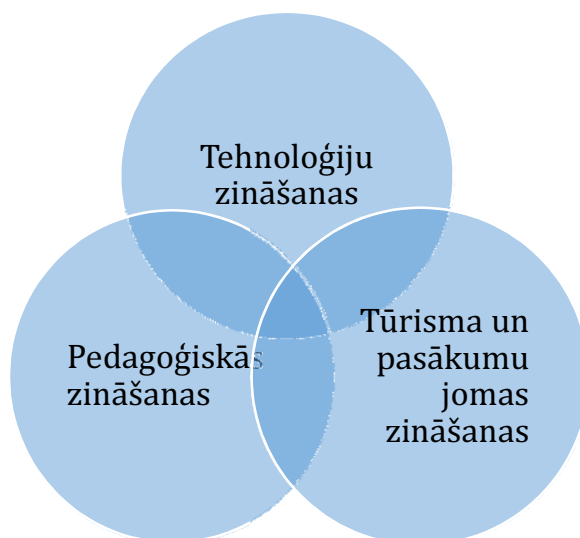 Tehnoloģiju
zināšanas
Pedagoģiskās
zināšanas
Tūrisma un
pasākumu
jomas
zināšanas